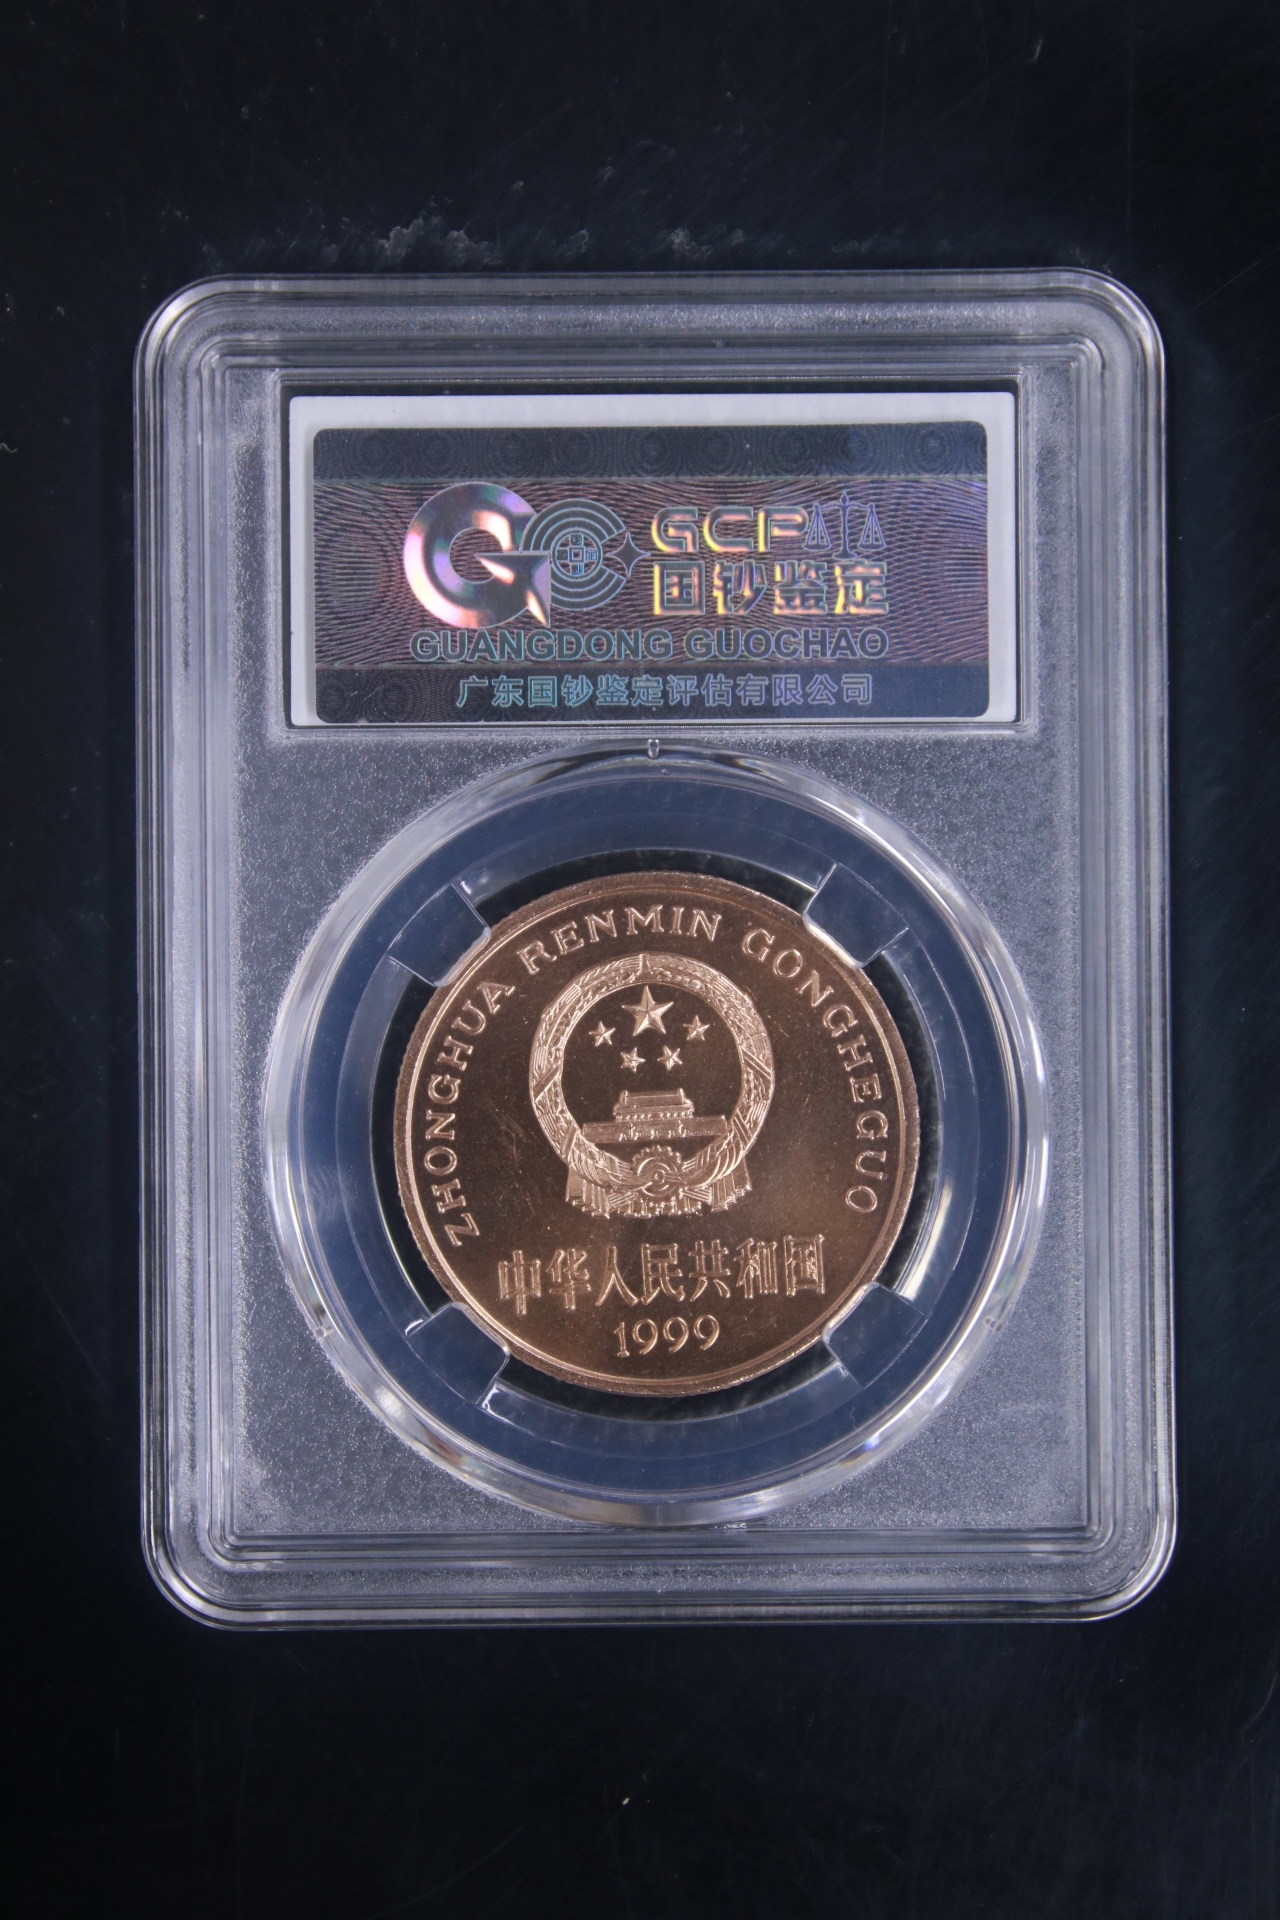 GC GCP
国钞鉴定
GUANGDONG GUOCHAO
广东国钞鉴定评估有限公司
ZHONGHUA RENMIN GONGHEGUO
中华人民共和国
1999